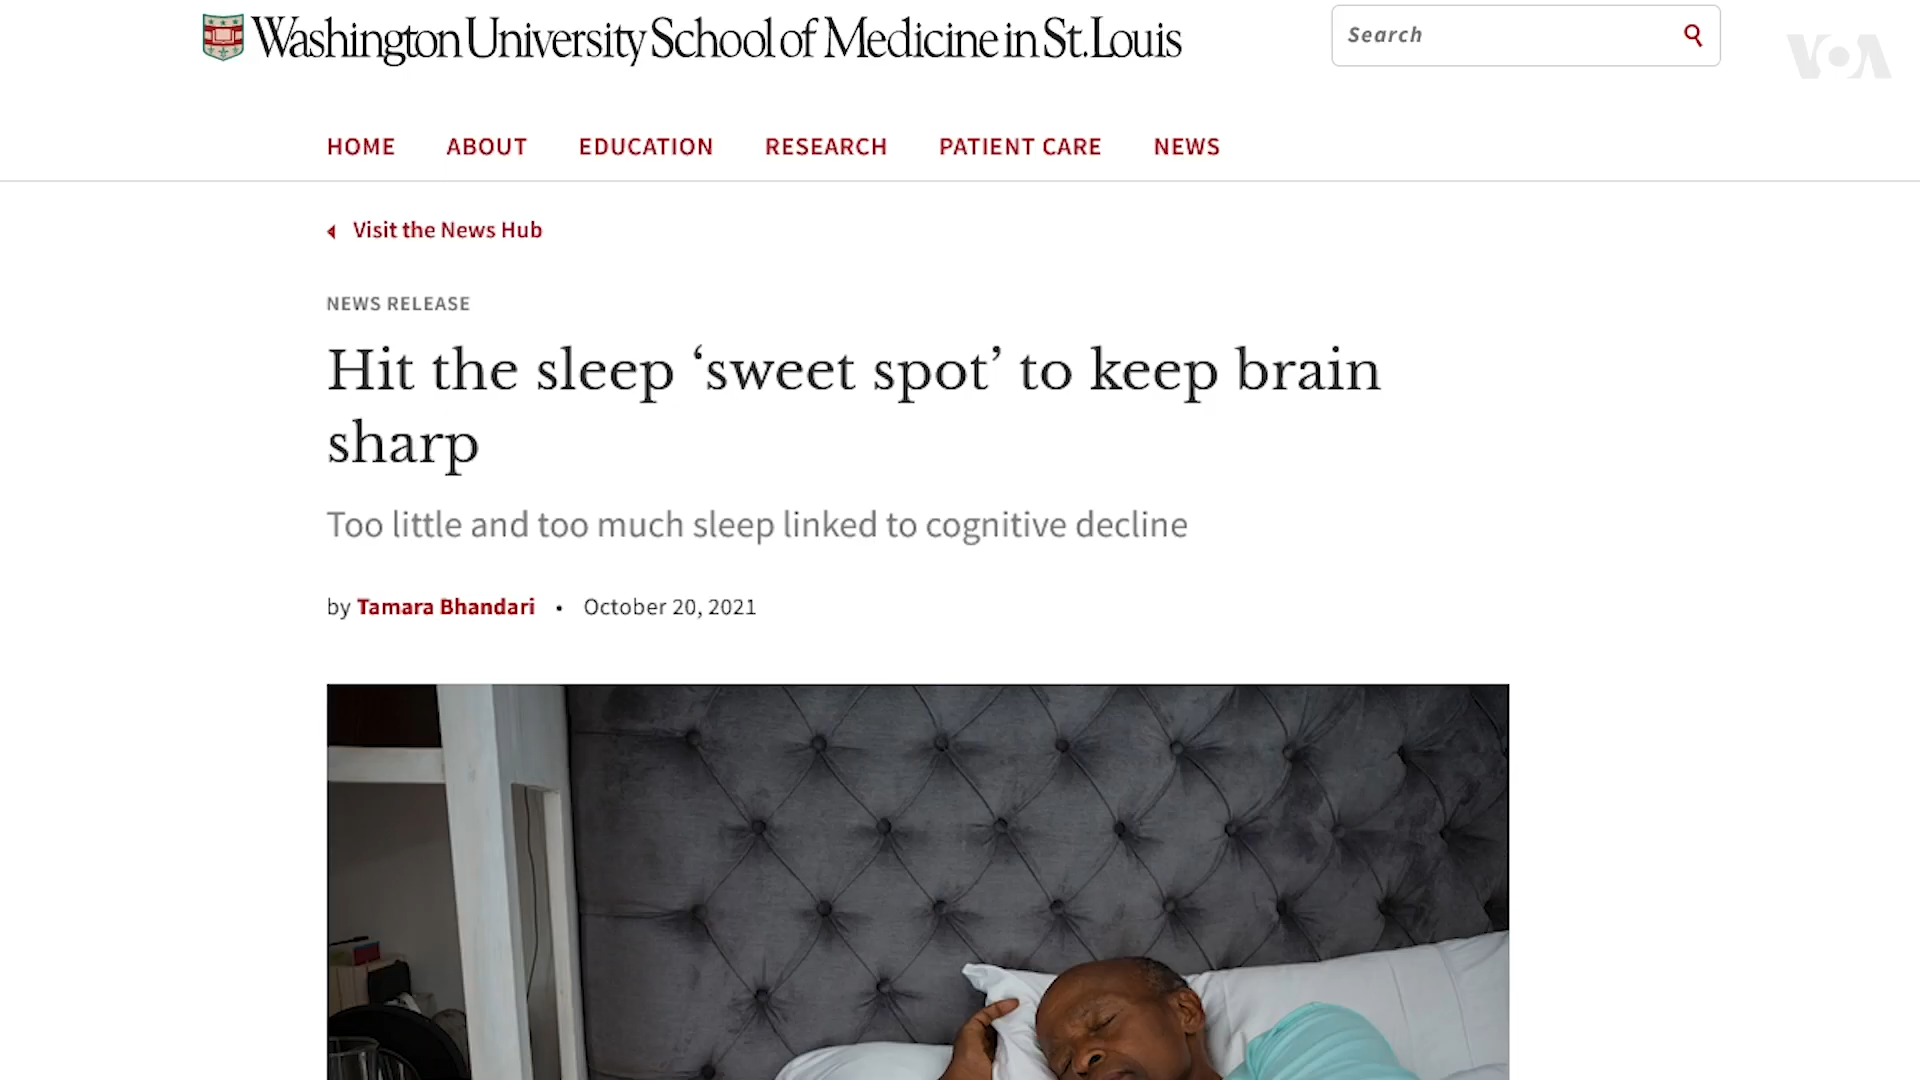 Washington University School of Medicine in St. Louis
Search
VOA
HOME ABOUT EDUCATION RESEARCH PATIENT CARE NEWS
Visit the News Hub
NEWS RELEASE
Hit the sleep ‘sweet spot’ to keep brain
sharp
Too little and too much sleep linked to cognitive decline
by Tamara Bhandari • October 20, 2021